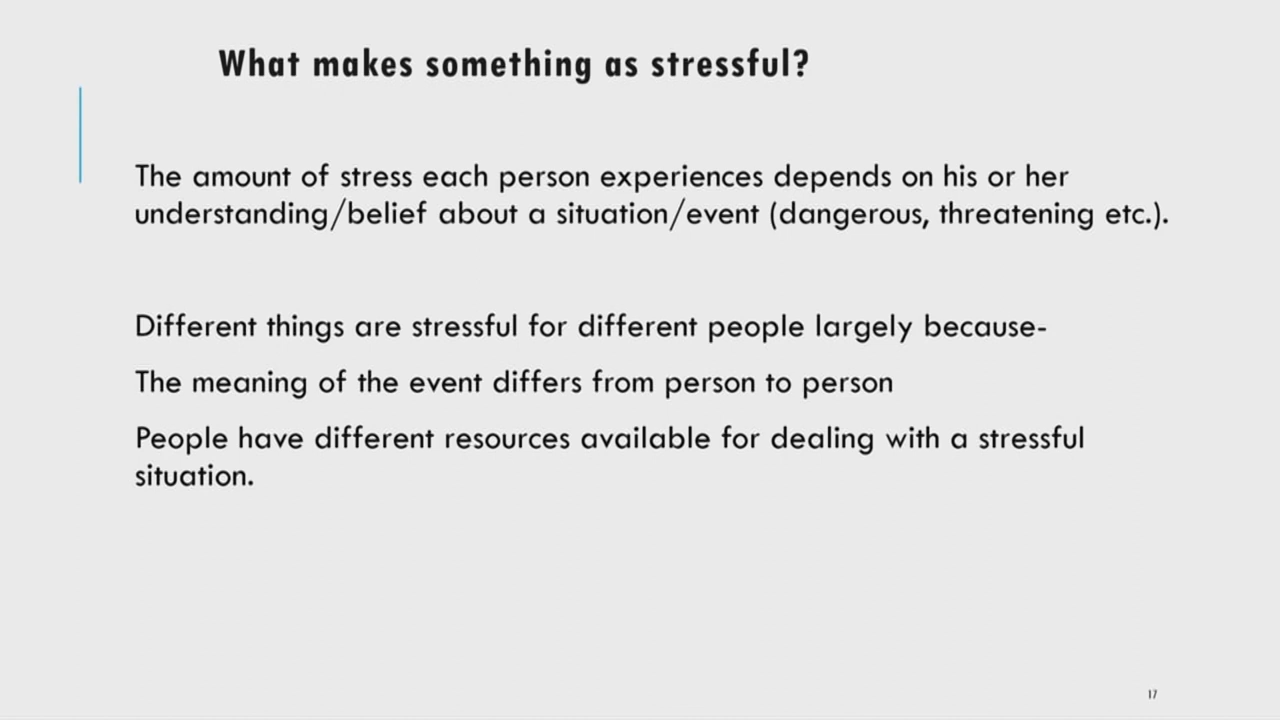 What makes something as stressful?
The amount of stress each person experiences depends on his or her
understanding/belief about a situation/event (dangerous, threatening etc.).
Different things are stressful for different people largely because-
The meaning of the event differs from person to person
People have different resources available for dealing with a stressful
situation.
17